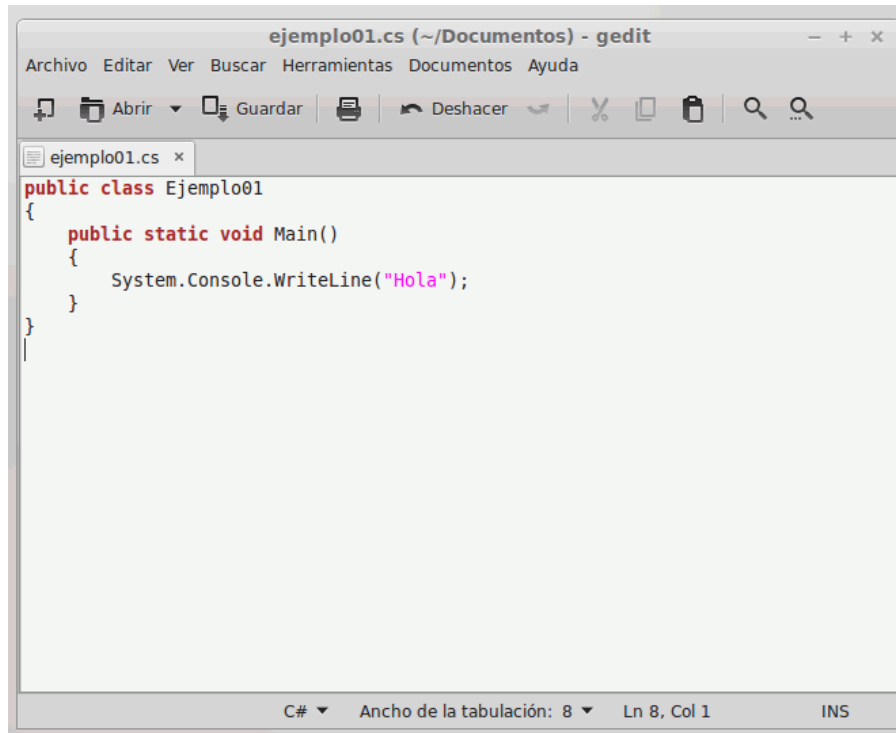 ejemplo01.cs (~/Documentos) - gedit
Archivo Editar Ver Buscar Herramientas Documentos Ayuda
Abrir Guardar Deshacer
ejemplo01.cs
public class Ejemplo01
{
    public static void Main()
    {
        System.Console.WriteLine("Hola");
    }
}
C# Ancho de la tabulación: 8 Ln 8, Col 1 INS